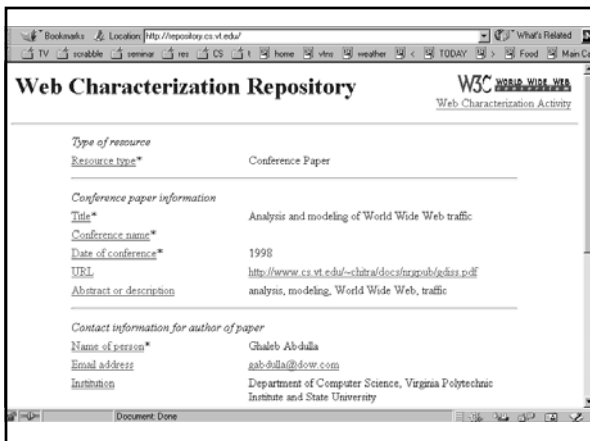 Bookmarks Location: http://repository.cs.vt.edu/ What's Related
TV scrabble seminar res CS t home vtns weather < TODAY > Food Main Ca
Web Characterization Repository
W3C WORLD WIDE WEB
Web Characterization Activity
Type of resource
Resource type* Conference Paper
Conference paper information
Title* Analysis and modeling of World Wide Web traffic
Conference name*
Date of conference* 1998
URL http://www.cs.vt.edu/~chitra/docs/nrgpub/gdiss.pdf
Abstract or description analysis, modeling, World Wide Web, traffic
Contact information for author of paper
Name of person* Ghaleb Abdulla
Email address gabdulla@dow.com
Institution Department of Computer Science, Virginia Polytechnic
Institute and State University
Document: Done